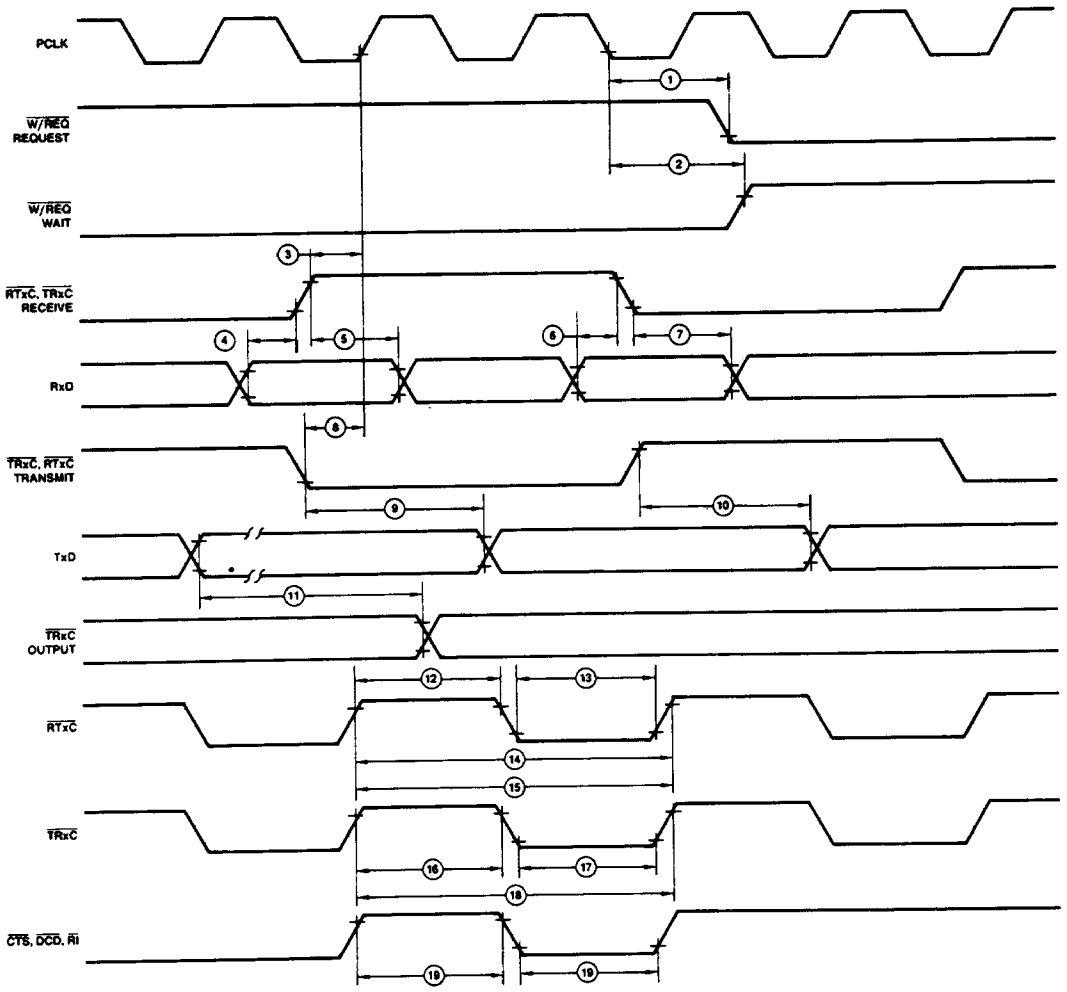 PCLK
1
W/REQ
REQUEST
2
W/REQ
WAIT
3
RTxC, TRxC
RECEIVE
4
5
6
7
RxD
8
TRxC, RTxC
TRANSMIT
9
10
TxD
11
TRxC
OUTPUT
12
13
RTxC
14
15
TRxC
16
17
18
CTS, DCD, RI
19
19